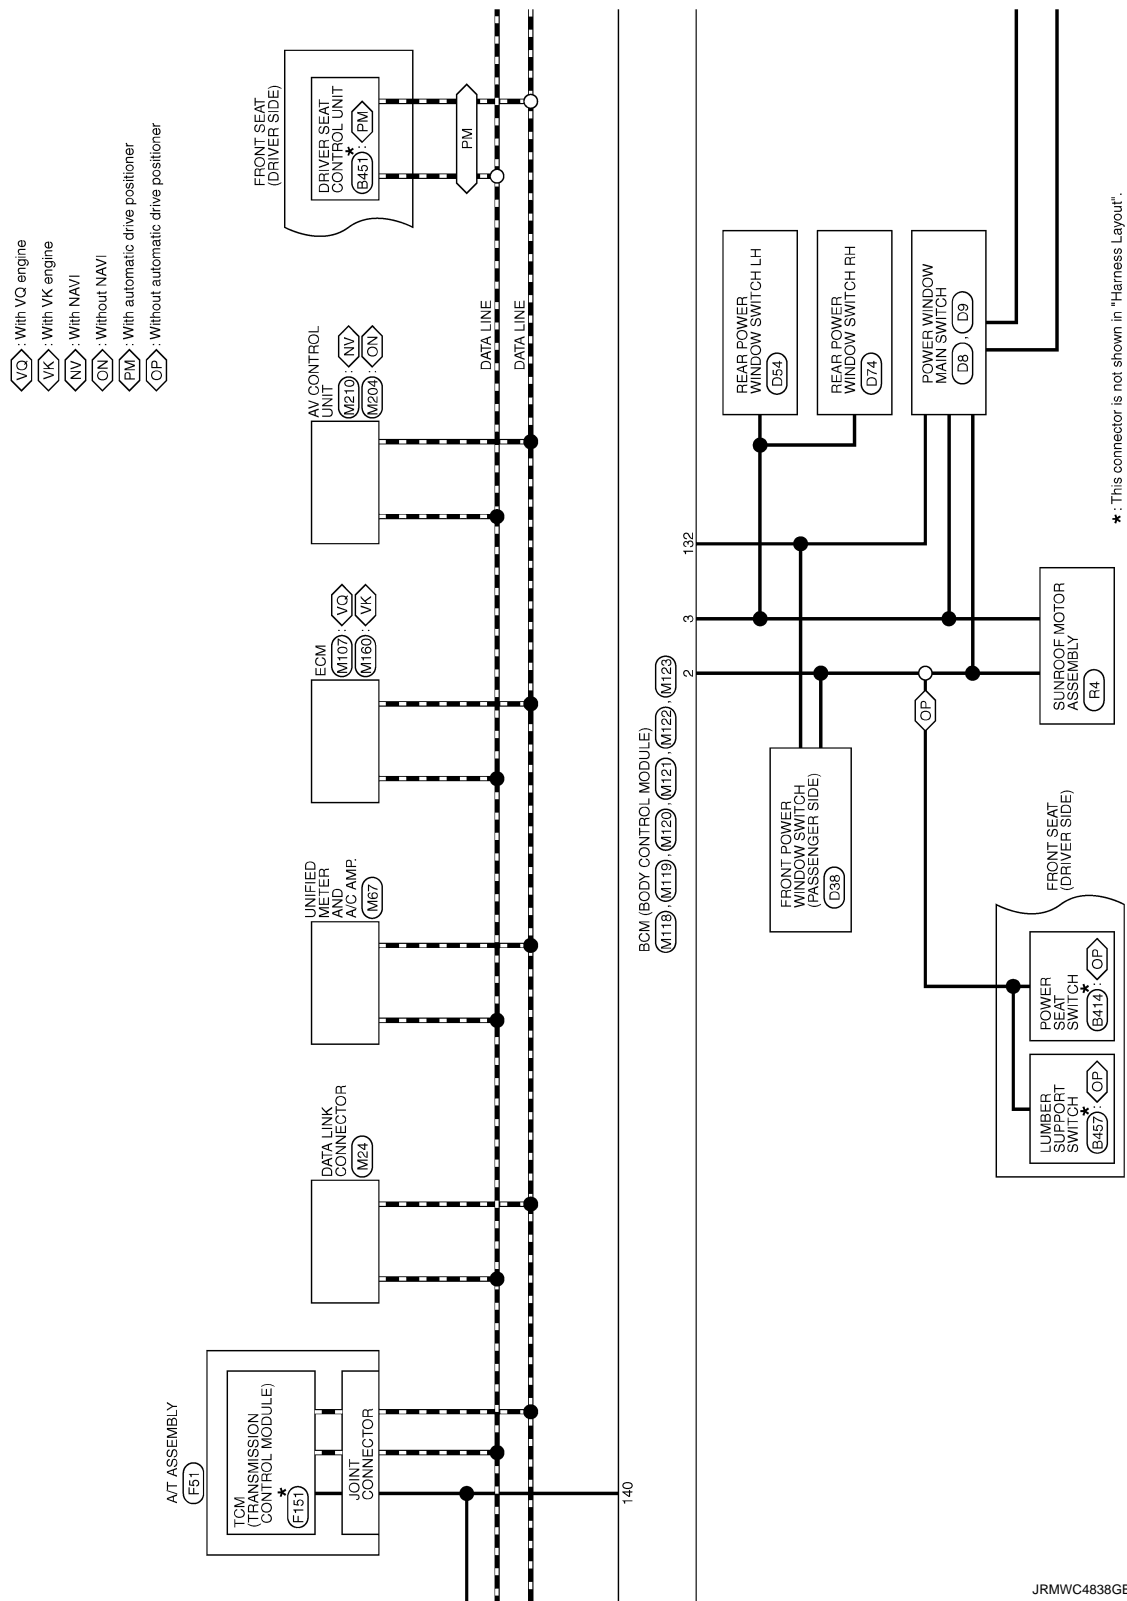 VQ : With VQ engine
VK : With VK engine
NV : With NAVI
ON : Without NAVI
PM : With automatic drive positioner
OP : Without automatic drive positioner
A/T ASSEMBLY
F51
TCM
(TRANSMISSION
CONTROL MODULE)
*
F151
JOINT
CONNECTOR
DATA LINK
CONNECTOR
M24
UNIFIED
METER
AND
A/C AMP.
M67
ECM
M107 : VQ
M160 : VK
AV CONTROL
UNIT
M210 : NV
M204 : ON
FRONT SEAT
(DRIVER SIDE)
DRIVER SEAT
CONTROL UNIT
*
B451 : PM
PM
DATA LINE
DATA LINE
140
BCM (BODY CONTROL MODULE)
M118 , M119 , M120 , M121 , M122 , M123
2
3
132
REAR POWER
WINDOW SWITCH LH
D54
REAR POWER
WINDOW SWITCH RH
D74
POWER WINDOW
MAIN SWITCH
D8 , D9
FRONT POWER
WINDOW SWITCH
(PASSENGER SIDE)
D38
OP
SUNROOF MOTOR
ASSEMBLY
R4
FRONT SEAT
(DRIVER SIDE)
LUMBER
SUPPORT
SWITCH
*
B457 : OP
POWER
SEAT
SWITCH
*
B414 : OP
* : This connector is not shown in "Harness Layout".
JRMWC4838GE